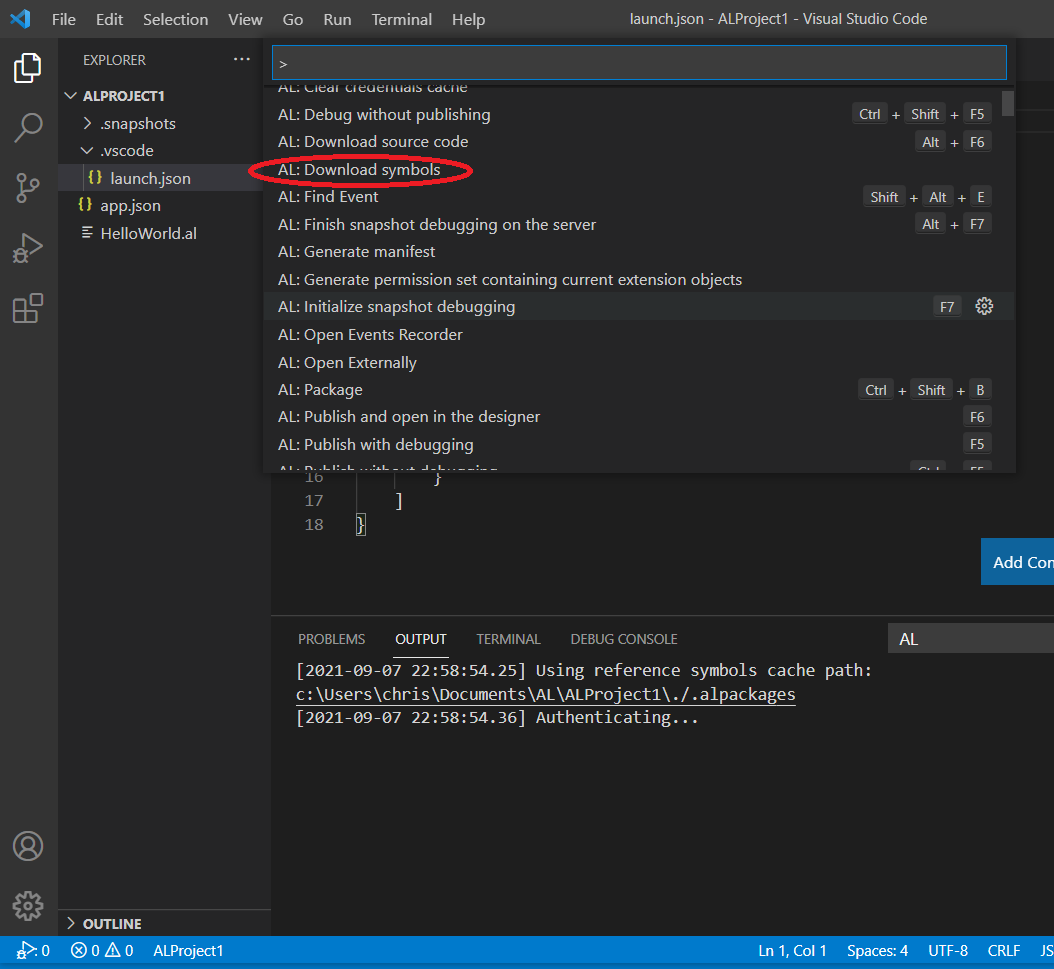 File Edit Selection View Go Run Terminal Help
launch.json - ALProject1 - Visual Studio Code
EXPLORER ...
ALPROJECT1
.snapshots
.vscode
{} launch.json
{} app.json
HelloWorld.al
OUTLINE
>
AL: Clear credentials cache
AL: Debug without publishing Ctrl + Shift + F5
AL: Download source code Alt + F6
AL: Download symbols
AL: Find Event Shift + Alt + E
AL: Finish snapshot debugging on the server Alt + F7
AL: Generate manifest
AL: Generate permission set containing current extension objects
AL: Initialize snapshot debugging F7
AL: Open Events Recorder
AL: Open Externally
AL: Package Ctrl + Shift + B
AL: Publish and open in the designer F6
AL: Publish with debugging F5
AL: Publish without debugging Ctrl + F5
16 }
17 ]
18 }
Add Con
PROBLEMS OUTPUT TERMINAL DEBUG CONSOLE AL
[2021-09-07 22:58:54.25] Using reference symbols cache path:
c:\Users\chris\Documents\AL\ALProject1\./.alpackages
[2021-09-07 22:58:54.36] Authenticating...
: 0 0 0 ALProject1 Ln 1, Col 1 Spaces: 4 UTF-8 CRLF JS